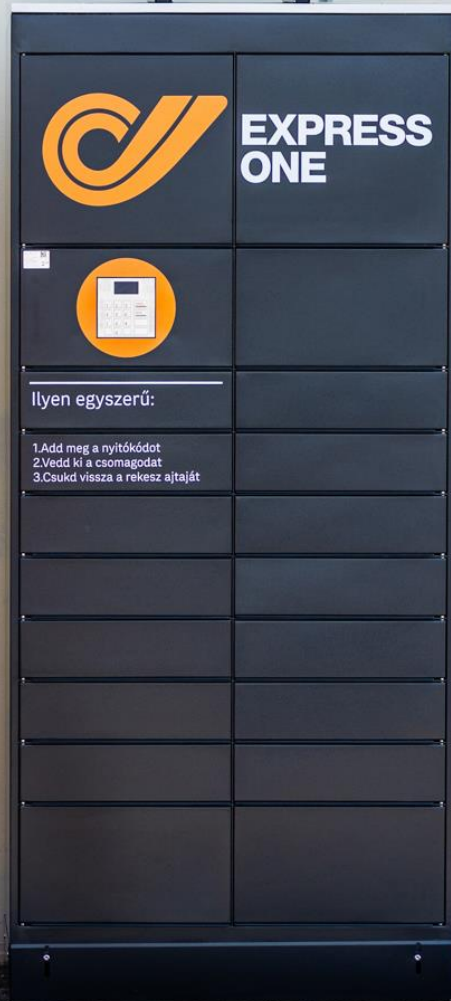 EXPRESS
ONE
Ilyen egyszerű:
1.Add meg a nyitókódot
2.Vedd ki a csomagodat
3.Csukd vissza a rekesz ajtaját